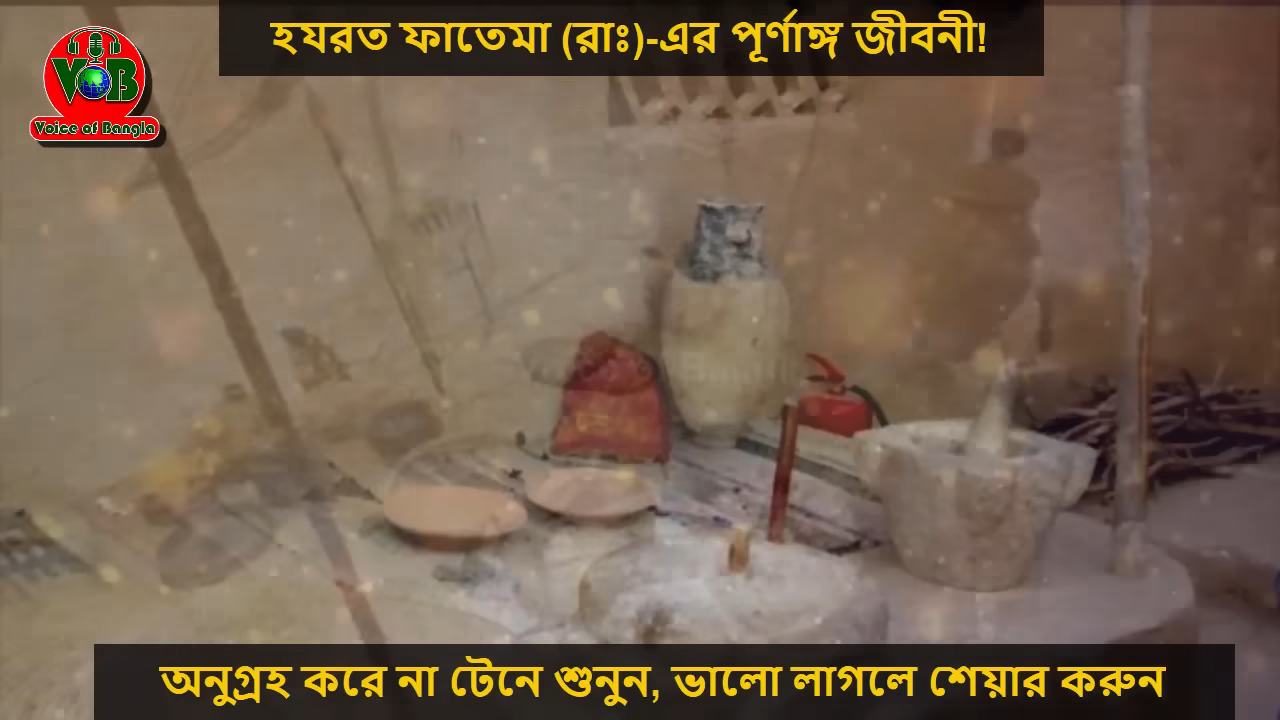 হযরত ফাতেমা (রাঃ)-এর পূর্ণাঙ্গ জীবনী!
VOB
Voice of Bangla
অনুগ্রহ করে না টেনে শুনুন, ভালো লাগলে শেয়ার করুন